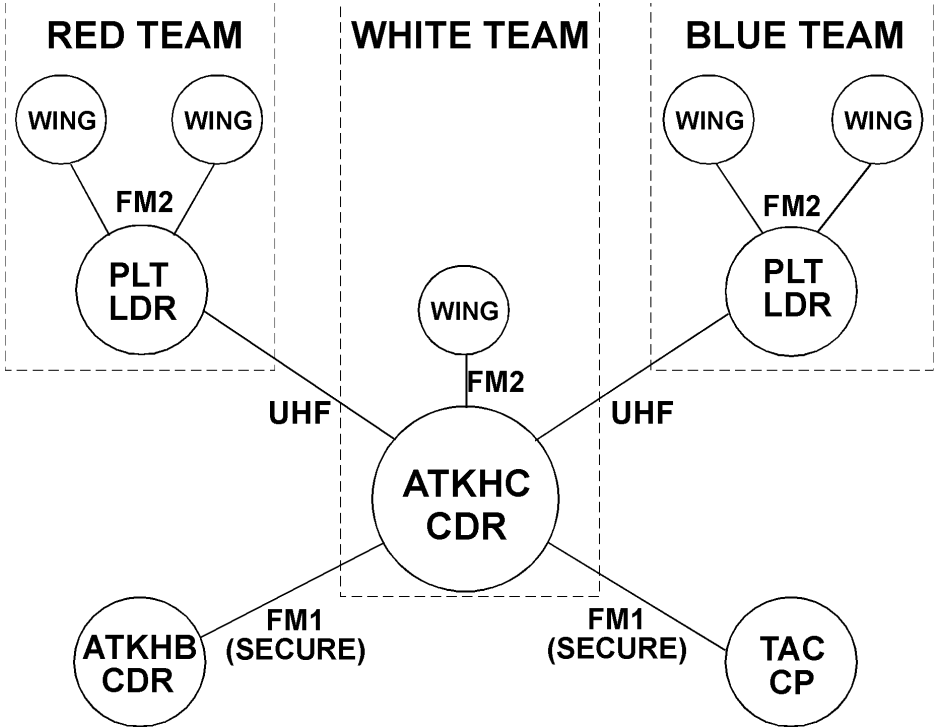 RED TEAM
WHITE TEAM
BLUE TEAM
WING
WING
WING
WING
FM2
FM2
PLT
LDR
PLT
LDR
WING
FM2
UHF
UHF
ATKHC
CDR
FM1
(SECURE)
FM1
(SECURE)
ATKHB
CDR
TAC
CP